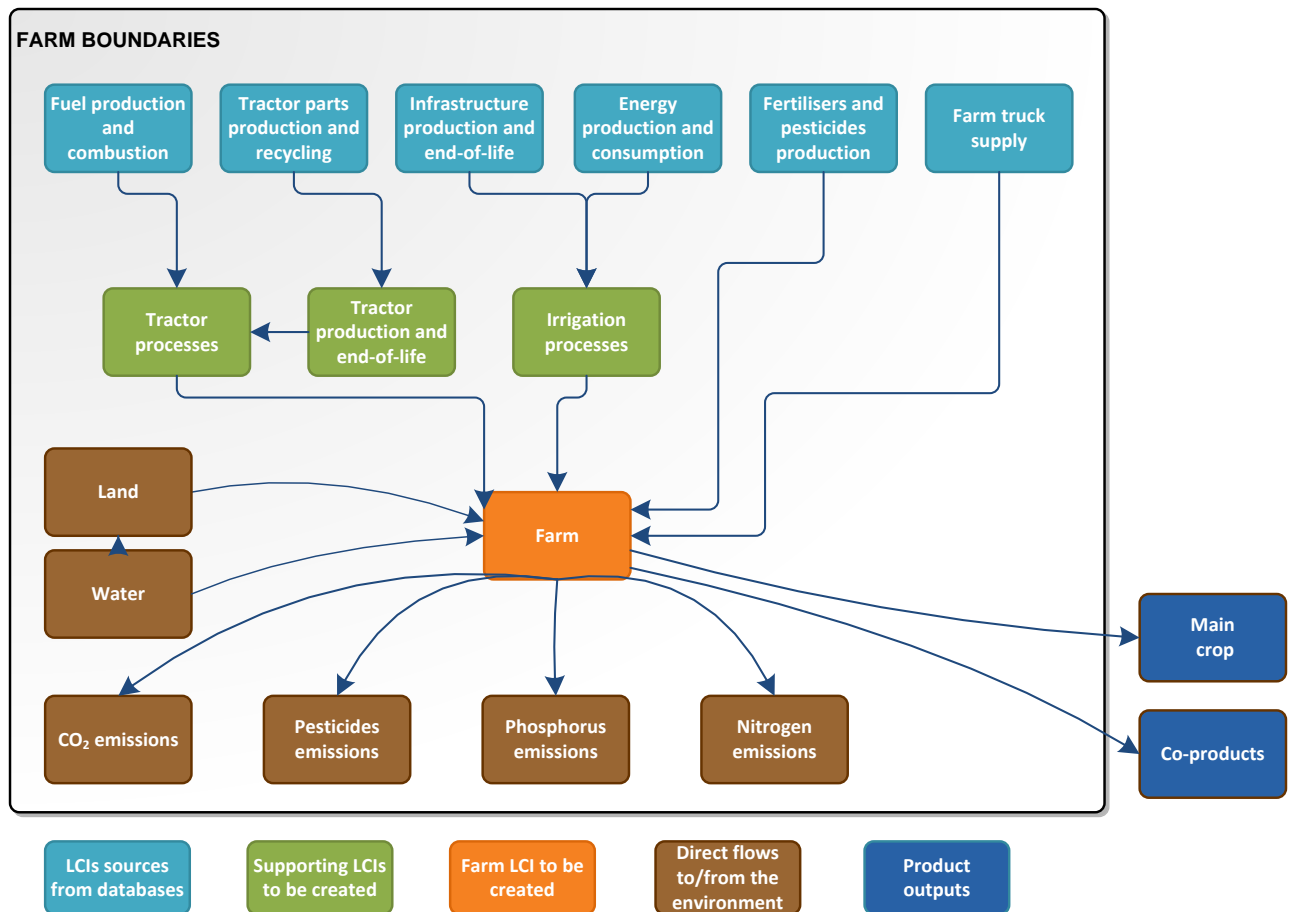 FARM BOUNDARIES
Fuel production
and
combustion
Tractor parts
production and
recycling
Infrastructure
production and
end-of-life
Energy
production and
consumption
Fertilisers and
pesticides
production
Farm truck
supply
Tractor
processes
Tractor
production and
end-of-life
Irrigation
processes
Land
Water
Farm
Main
crop
Co-products
CO₂ emissions
Pesticides
emissions
Phosphorus
emissions
Nitrogen
emissions
LCIs sources
from databases
Supporting LCIs
to be created
Farm LCI to be
created
Direct flows
to/from the
environment
Product
outputs